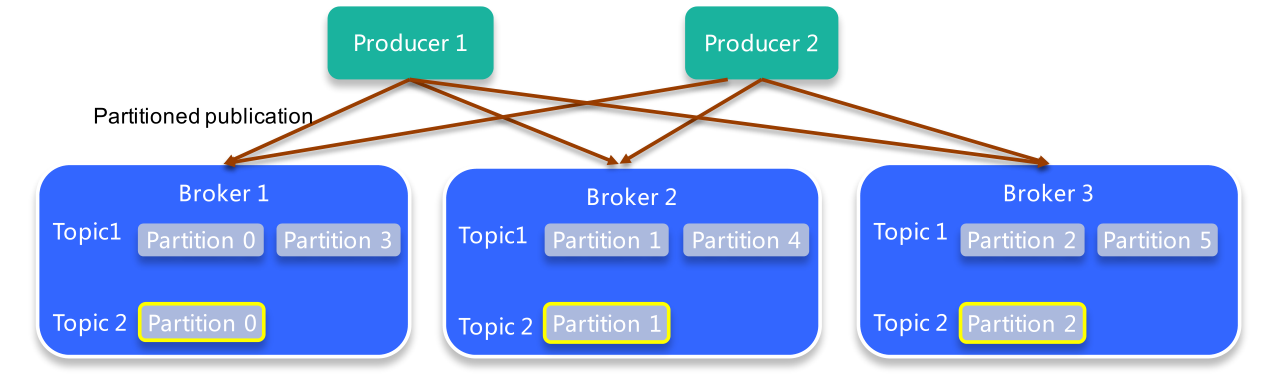 Producer 1
Producer 2
Partitioned publication
Broker 1
Topic1
Partition 0
Partition 3
Topic 2
Partition 0
Broker 2
Topic1
Partition 1
Partition 4
Topic 2
Partition 1
Broker 3
Topic 1
Partition 2
Partition 5
Topic 2
Partition 2